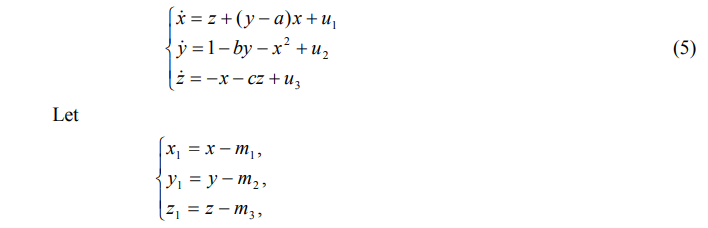 ẋ = z + (y − a)x + u₁
ẏ = 1 − by − x² + u₂ (5)
ż = −x − cz + u₃
Let
x₁ = x − m₁,
y₁ = y − m₂,
z₁ = z − m₃,